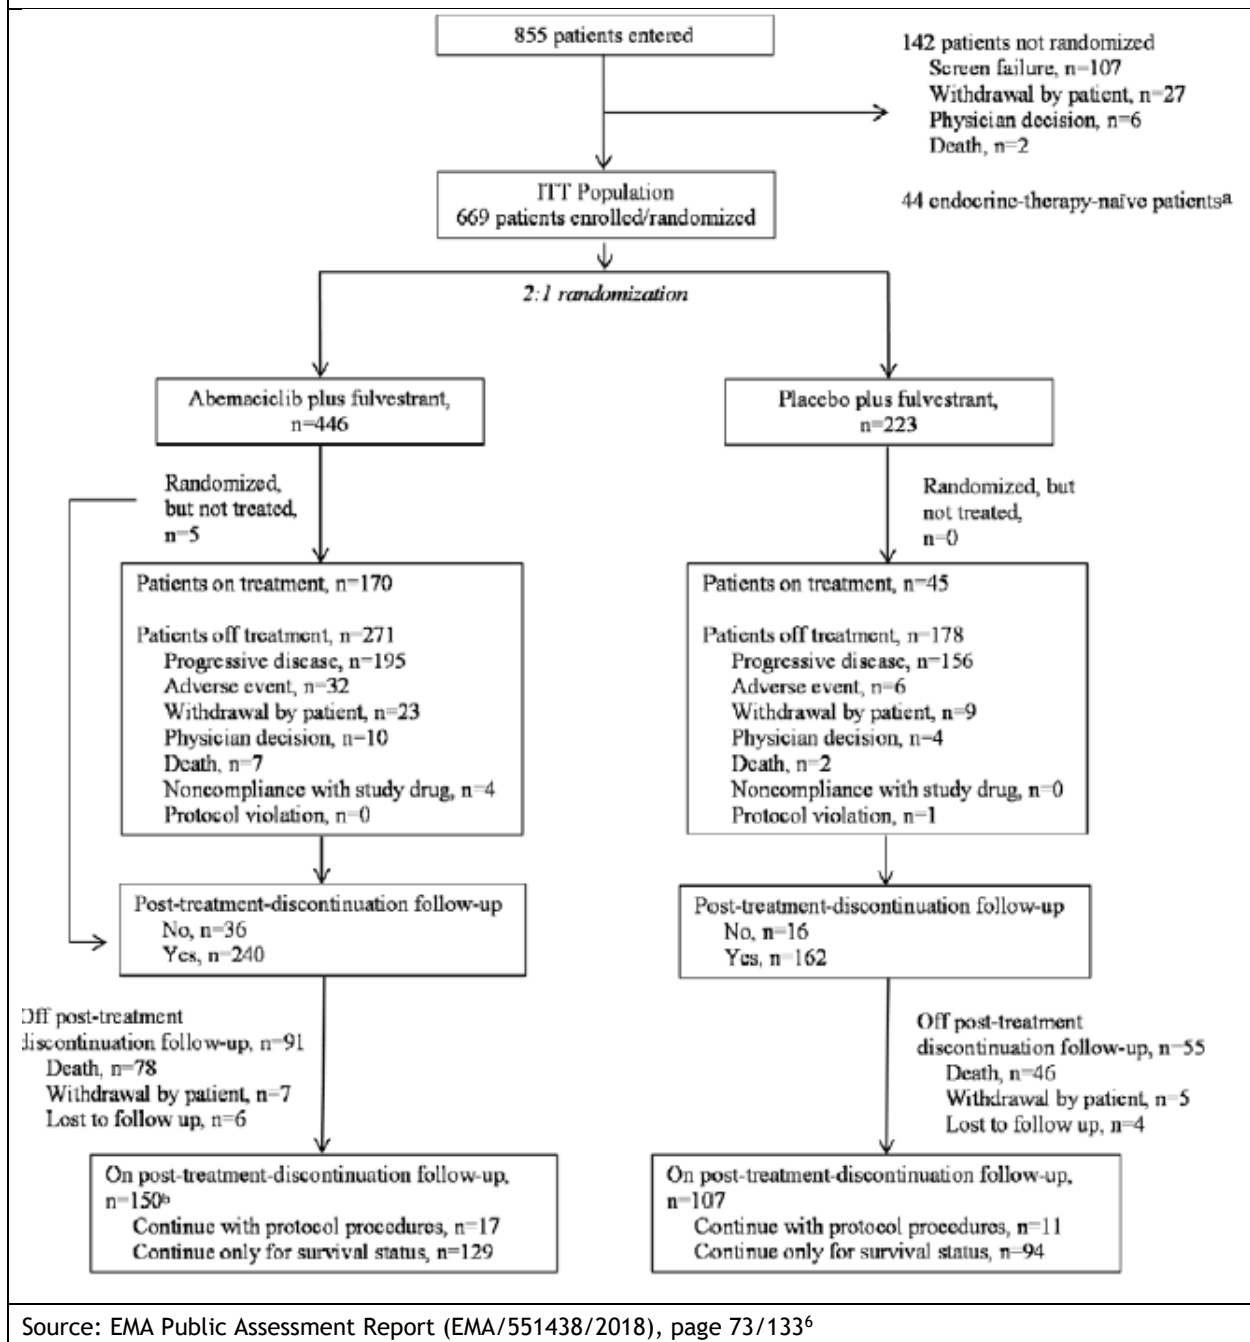 855 patients entered
142 patients not randomized
Screen failure, n=107
Withdrawal by patient, n=27
Physician decision, n=6
Death, n=2
ITT Population
669 patients enrolled/randomized
44 endocrine-therapy-naïve patientsᵃ
2:1 randomization
Abemaciclib plus fulvestrant,
n=446
Placebo plus fulvestrant,
n=223
Randomized,
but not treated,
n=5
Randomized, but
not treated,
n=0
Patients on treatment, n=170
Patients off treatment, n=271
Progressive disease, n=195
Adverse event, n=32
Withdrawal by patient, n=23
Physician decision, n=10
Death, n=7
Noncompliance with study drug, n=4
Protocol violation, n=0
Patients on treatment, n=45
Patients off treatment, n=178
Progressive disease, n=156
Adverse event, n=6
Withdrawal by patient, n=9
Physician decision, n=4
Death, n=2
Noncompliance with study drug, n=0
Protocol violation, n=1
Post-treatment-discontinuation follow-up
No, n=36
Yes, n=240
Post-treatment-discontinuation follow-up
No, n=16
Yes, n=162
Off post-treatment
discontinuation follow-up, n=91
Death, n=78
Withdrawal by patient, n=7
Lost to follow up, n=6
Off post-treatment
discontinuation follow-up, n=55
Death, n=46
Withdrawal by patient, n=5
Lost to follow up, n=4
On post-treatment-discontinuation follow-up,
n=150ᵇ
Continue with protocol procedures, n=17
Continue only for survival status, n=129
On post-treatment-discontinuation follow-up,
n=107
Continue with protocol procedures, n=11
Continue only for survival status, n=94
Source: EMA Public Assessment Report (EMA/551438/2018), page 73/133⁶